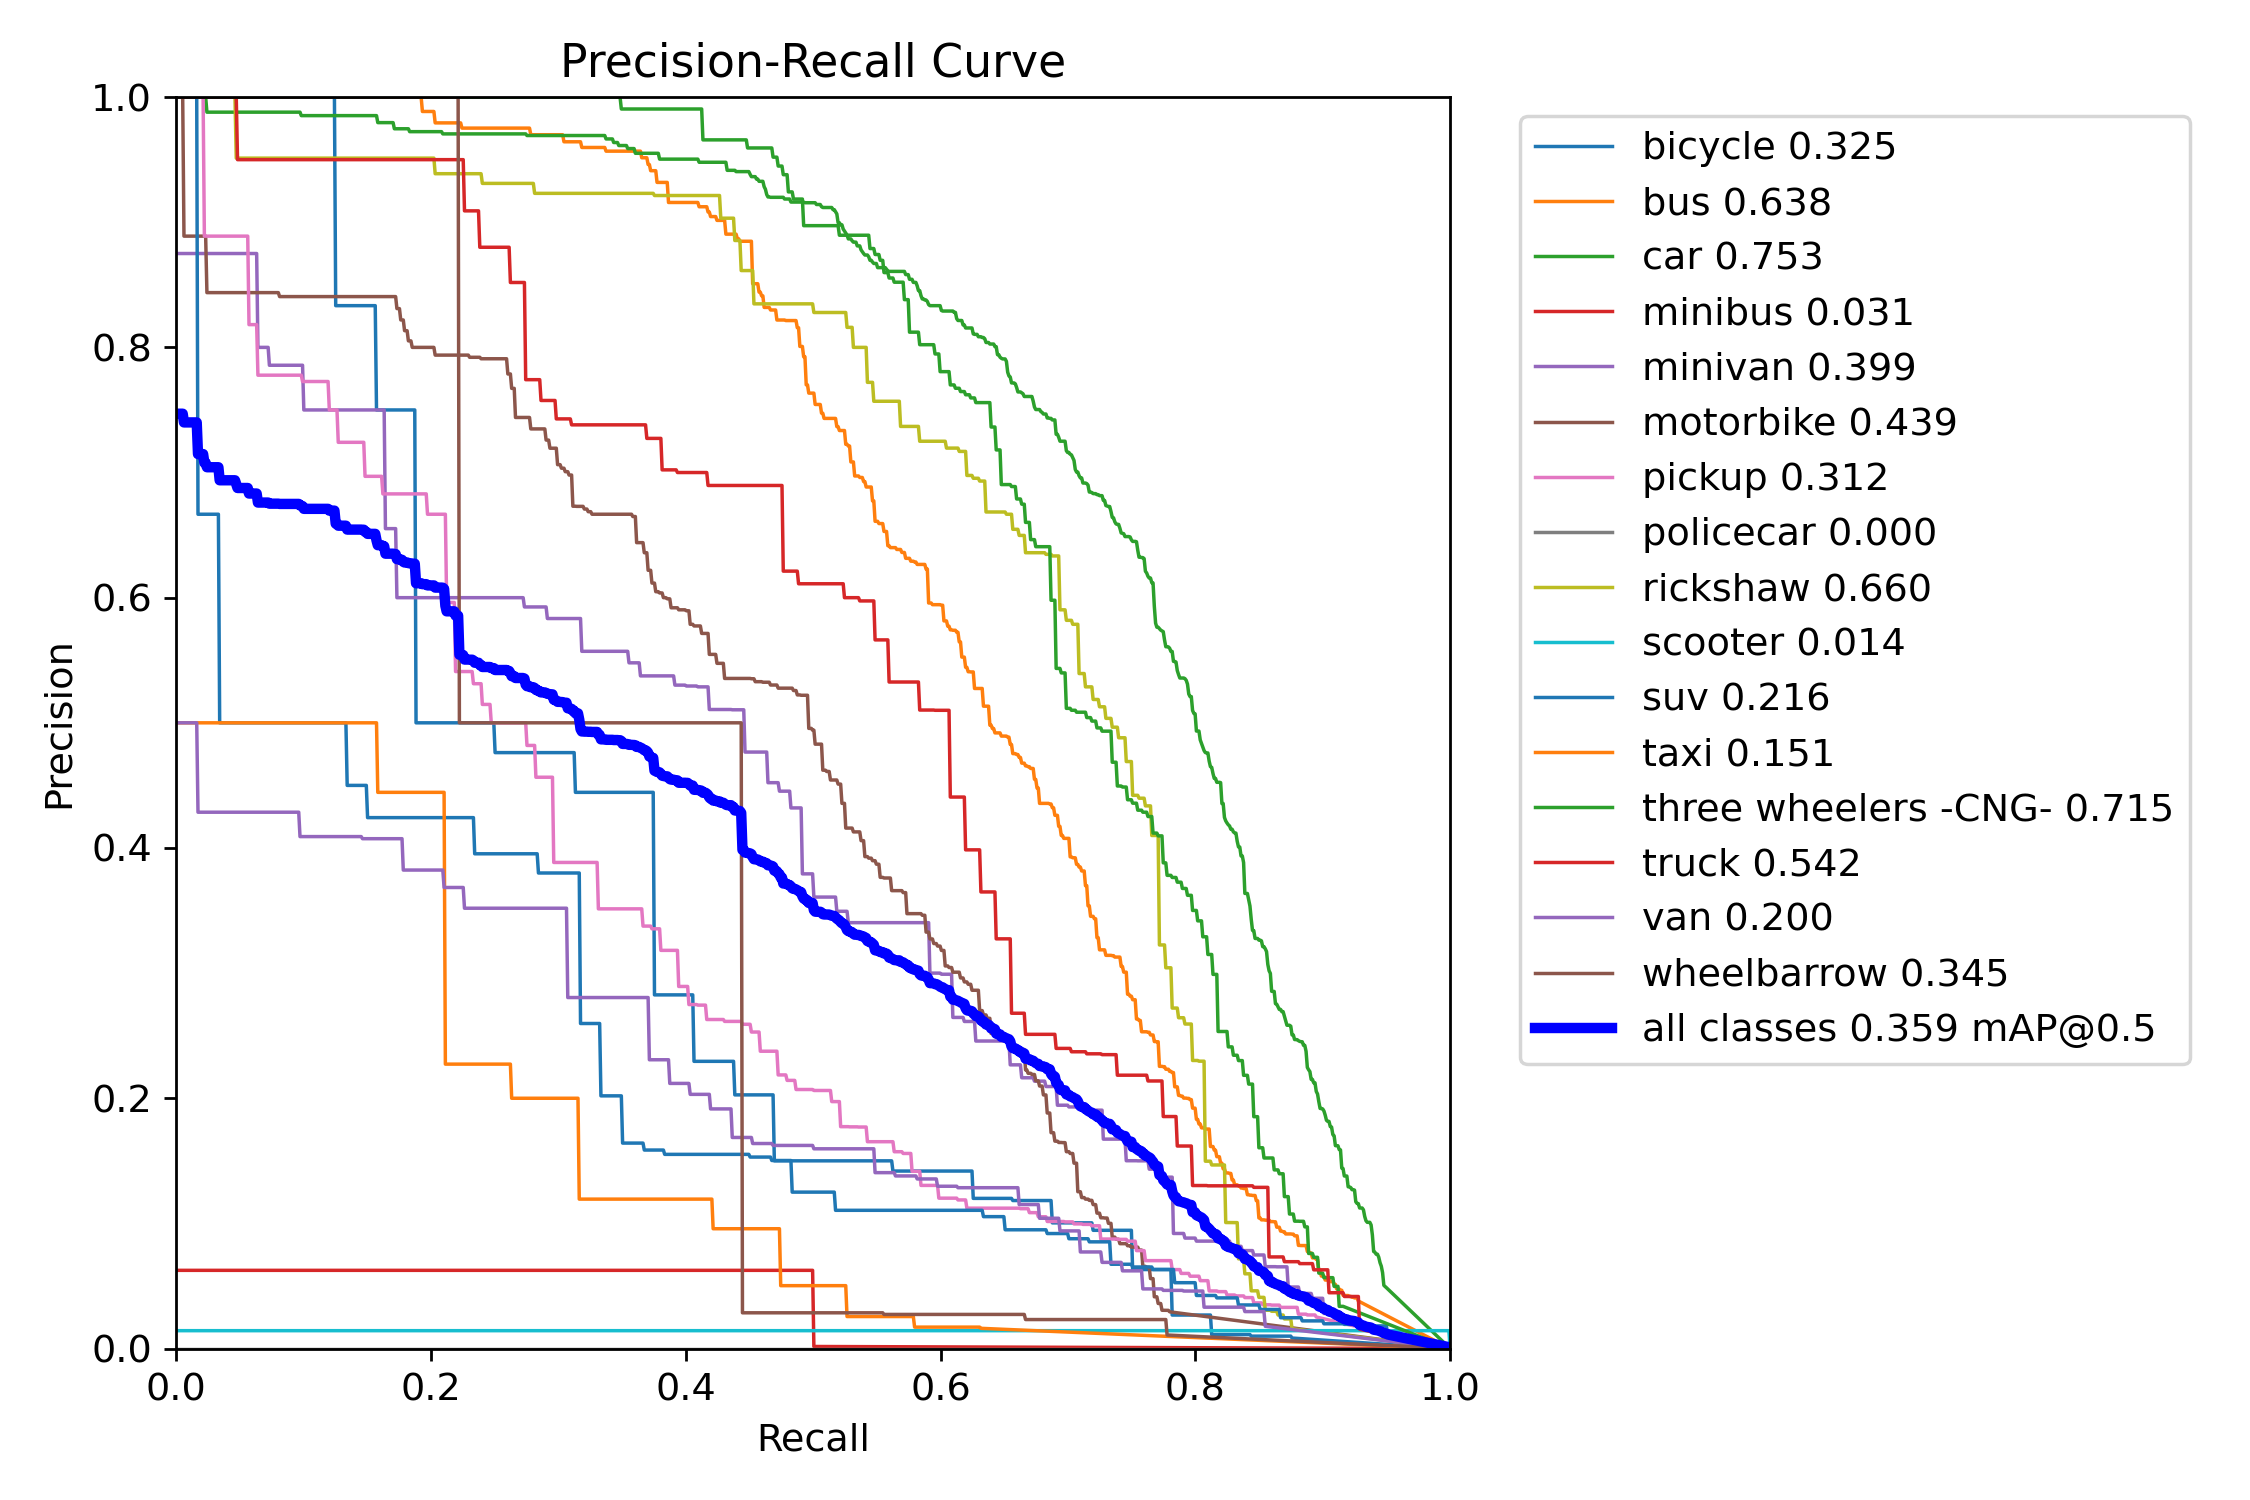 Precision-Recall Curve
1.0
0.8
0.6
0.4
0.2
0.0
Precision
0.0 0.2 0.4 0.6 0.8 1.0
Recall
bicycle 0.325
bus 0.638
car 0.753
minibus 0.031
minivan 0.399
motorbike 0.439
pickup 0.312
policecar 0.000
rickshaw 0.660
scooter 0.014
suv 0.216
taxi 0.151
three wheelers -CNG- 0.715
truck 0.542
van 0.200
wheelbarrow 0.345
all classes 0.359 mAP@0.5